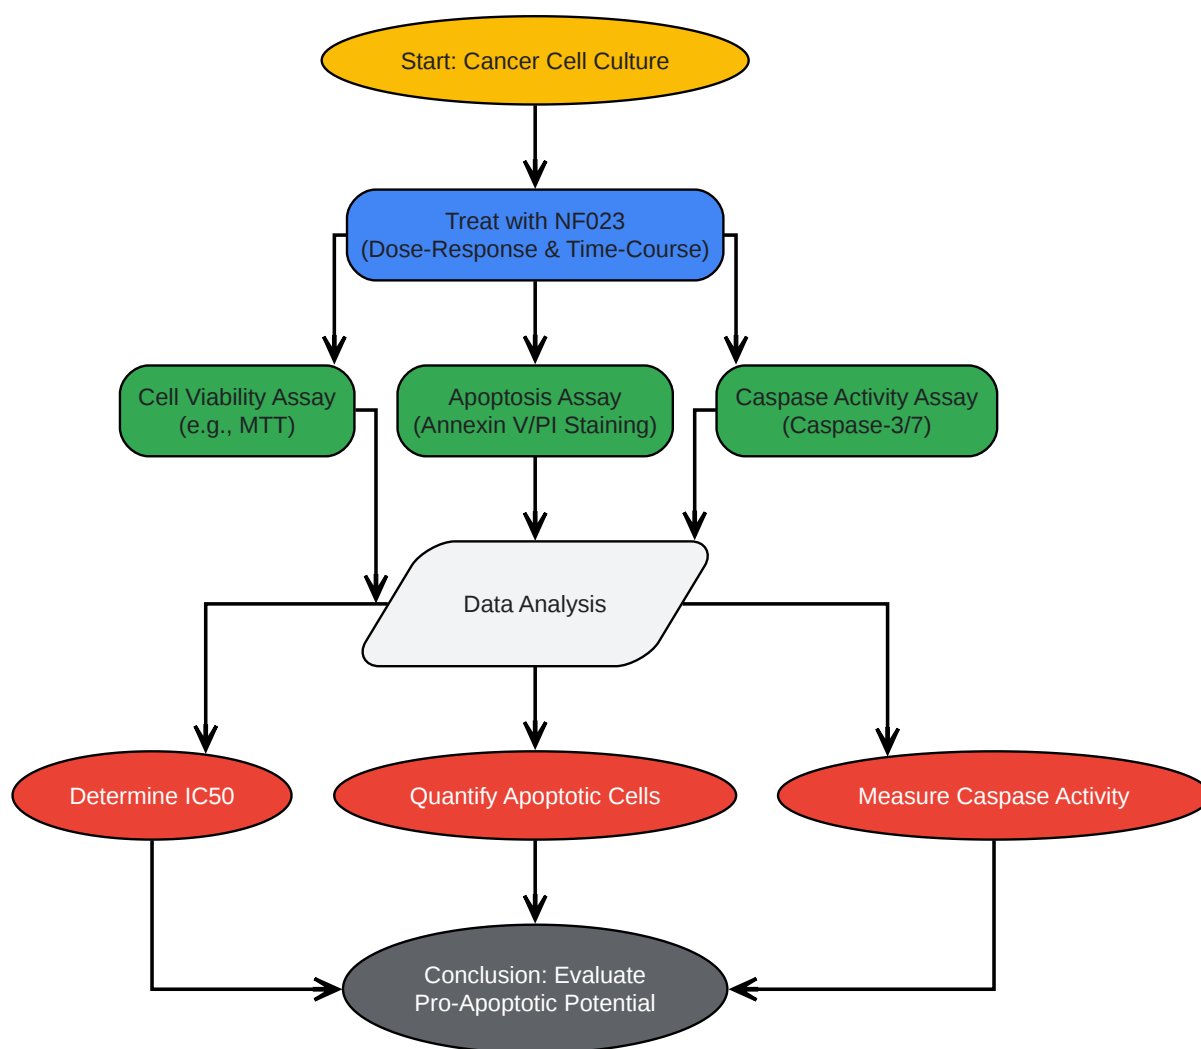 Start: Cancer Cell Culture
Treat with NF023
(Dose-Response & Time-Course)
Cell Viability Assay
(e.g., MTT)
Apoptosis Assay
(Annexin V/PI Staining)
Caspase Activity Assay
(Caspase-3/7)
Data Analysis
Determine IC50
Quantify Apoptotic Cells
Measure Caspase Activity
Conclusion: Evaluate
Pro-Apoptotic Potential